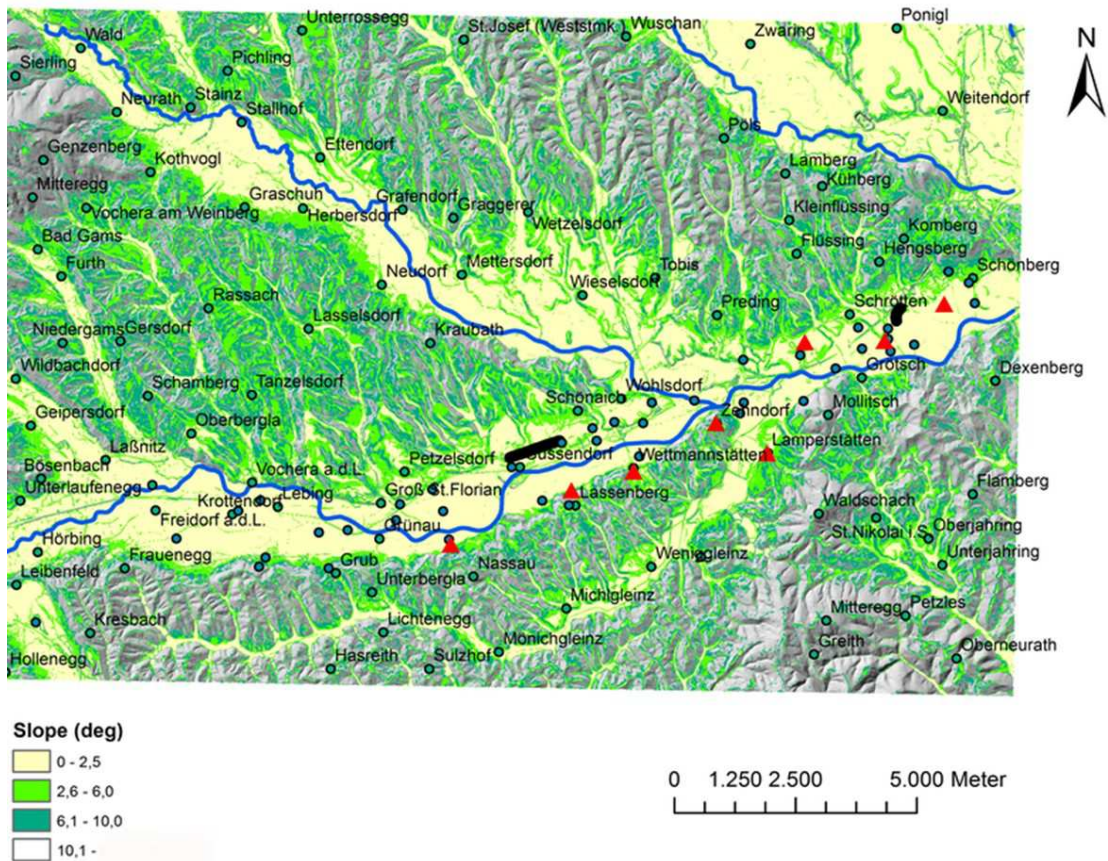 Unterrossegg
St.Josef (Weststmk.
Wuschan
Zwaring
Ponigl
N
Wald
Sierling
Pichling
Neurath
Stainz
Stallhof
Weitendorf
Pöls
Genzenberg
Kothvogl
Ettendorf
Lamberg
Kühberg
Mitteregg
Vochera am Weinberg
Graschuh
Herbersdorf
Grafendorf
Graggerer
Wetzelsdorf
Kleinflüssing
Komberg
Bad Gams
Flüssing
Hengsberg
Furth
Neudorf
Mettersdorf
Wieselsdorf
Tobis
Schönberg
Rassach
Preding
Schrötten
Niedergams
Gersdorf
Lasselsdorf
Kraubath
Wildbachdorf
Grötsch
Dexenberg
Schamberg
Tanzelsdorf
Schönaich
Wohlsdorf
Geipersdorf
Oberbergla
Zehndorf
Mollitsch
Laßnitz
Lamperstätten
Bösenbach
Vochera a.d.L.
Petzelsdorf
Gussendorf
Wettmannstätten
Unterlaufenegg
Krottendorf
Lebing
Groß St.Florian
Lassenberg
Flamberg
Freidorf a.d.L.
Grünau
Waldschach
St.Nikolai i.S.
Oberjahring
Hörbing
Frauenegg
Grub
Nassau
Weniggleinz
Unterjahring
Leibenfeld
Unterbergla
Michlgleinz
Mitteregg
Petzles
Kresbach
Lichtenegg
Greith
Hollenegg
Hasreith
Sulzhof
Mönichgleinz
Oberneurath
Slope (deg)
0 - 2,5
2,6 - 6,0
6,1 - 10,0
10,1 -
0 1.250 2.500 5.000 Meter